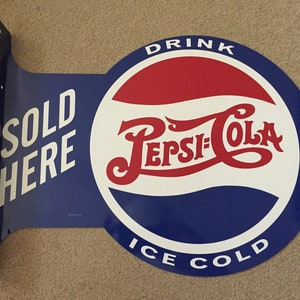 SOLD
HERE
DRINK
PEPSI=COLA
ICE COLD